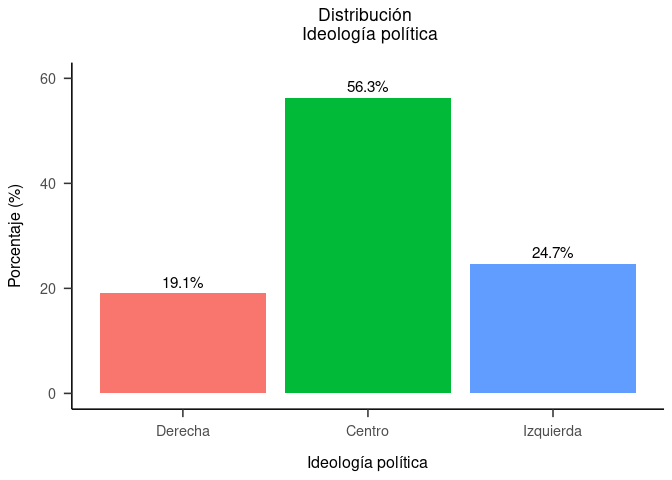 Distribución
Ideología política
Porcentaje (%)
60
40
20
0
19.1%
56.3%
24.7%
Derecha
Centro
Izquierda
Ideología política